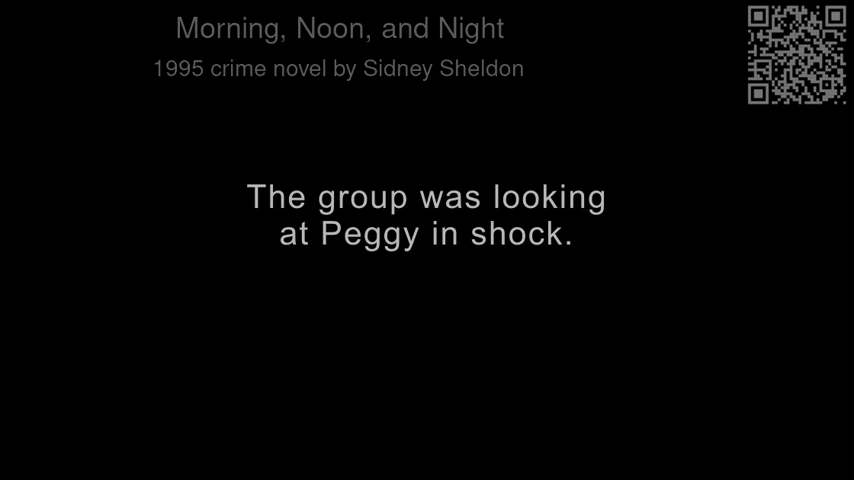 Morning, Noon, and Night
1995 crime novel by Sidney Sheldon
The group was looking
at Peggy in shock.